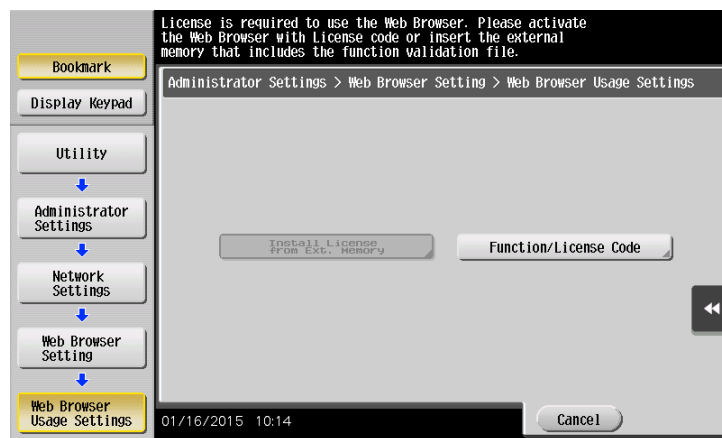 License is required to use the Web Browser. Please activate
the Web Browser with License code or insert the external
memory that includes the function validation file.
Bookmark
Display Keypad
Administrator Settings > Web Browser Setting > Web Browser Usage Settings
Utility
Administrator
Settings
Network
Settings
Web Browser
Setting
Web Browser
Usage Settings
Install License
from Ext. Memory
Function/License Code
01/16/2015 10:14
Cancel